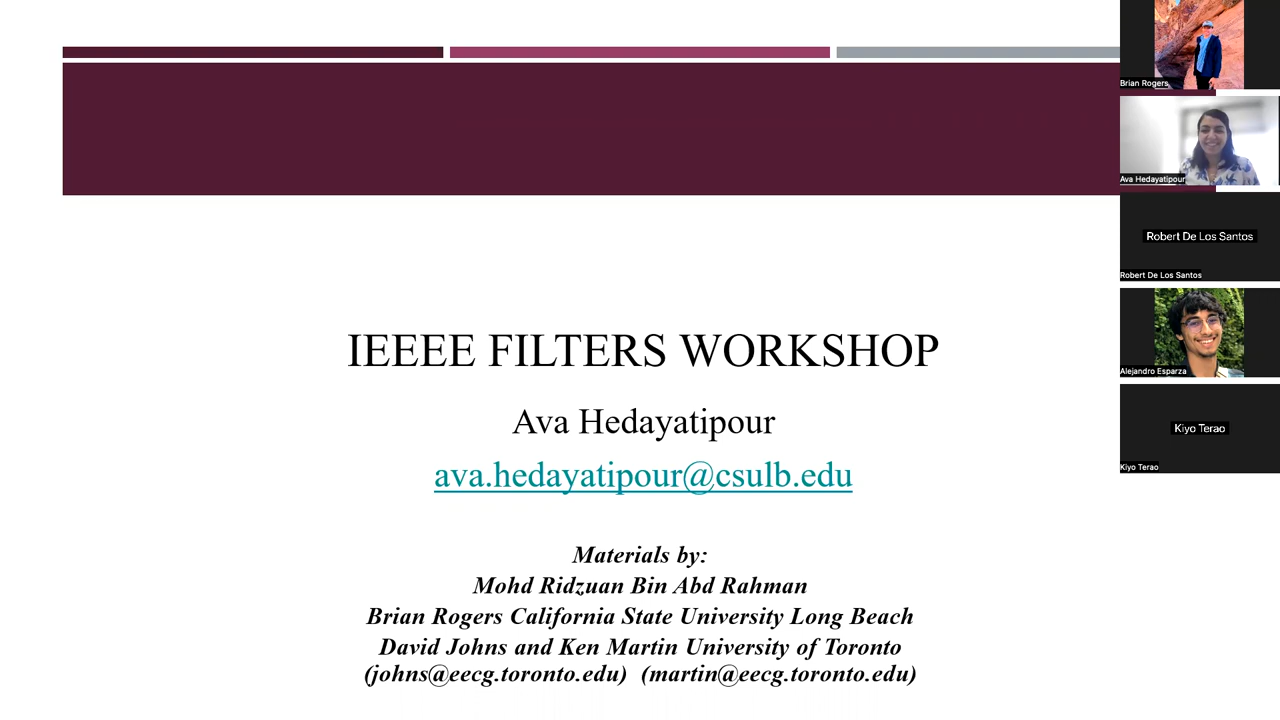 IEEEE FILTERS WORKSHOP
Ava Hedayatipour
ava.hedayatipour@csulb.edu
Materials by:
Mohd Ridzuan Bin Abd Rahman
Brian Rogers California State University Long Beach
David Johns and Ken Martin University of Toronto
(johns@eecg.toronto.edu) (martin@eecg.toronto.edu)
Brian Rogers
Ava Hedayatipour
Robert De Los Santos
Robert De Los Santos
Alejandro Esparza
Kiyo Terao
Kiyo Terao